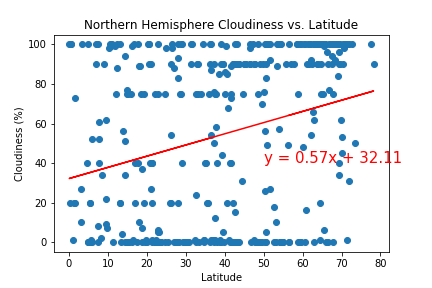 Northern Hemisphere Cloudiness vs. Latitude
100
80
60
40
20
0
Cloudiness (%)
y = 0.57x + 32.11
0 10 20 30 40 50 60 70 80
Latitude